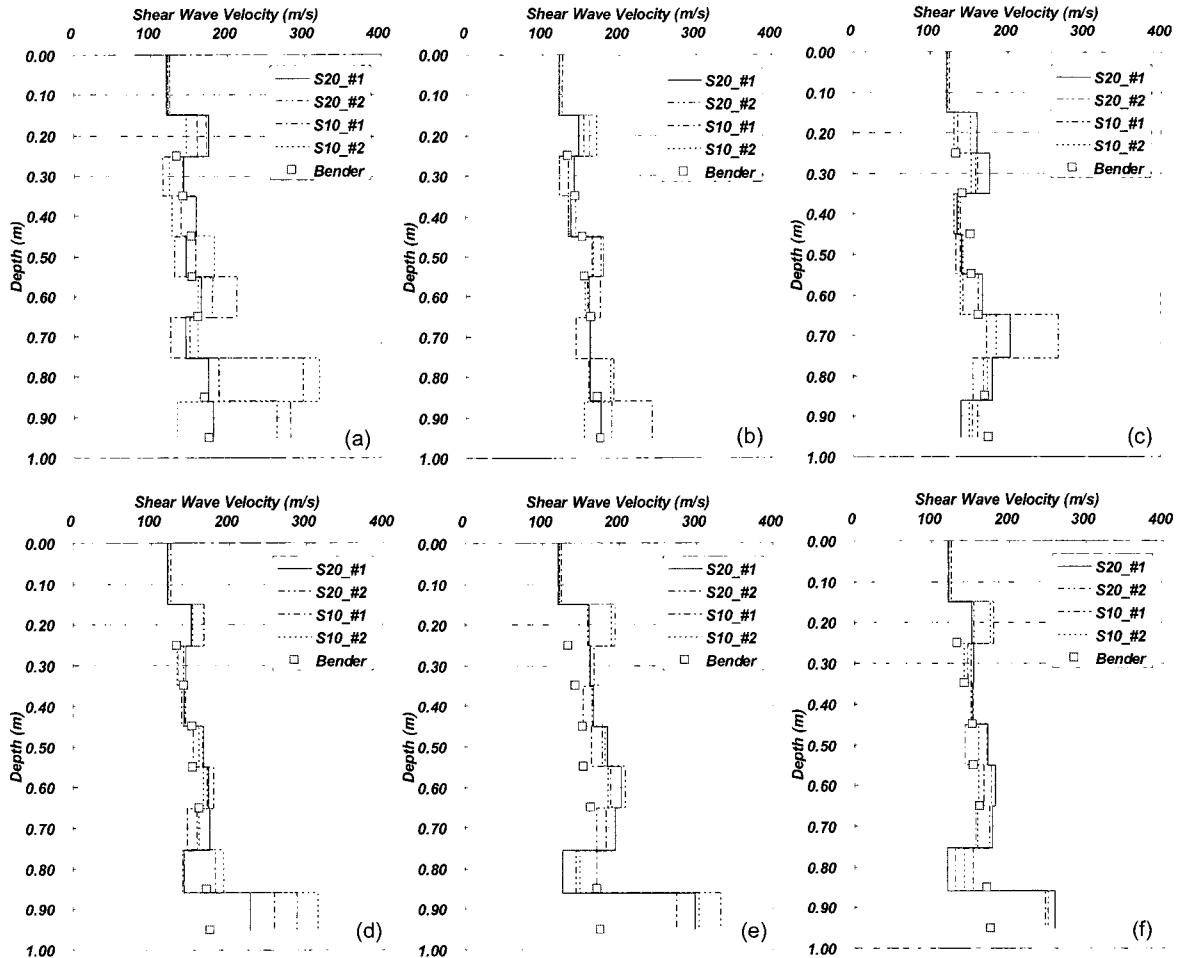 Shear Wave Velocity (m/s)
0 100 200 300 400
0.00
0.10
0.20
0.30
0.40
0.50
0.60
0.70
0.80
0.90
1.00
Depth (m)
S20_#1
S20_#2
S10_#1
S10_#2
Bender
(a)
Shear Wave Velocity (m/s)
0 100 200 300 400
0.00
0.10
0.20
0.30
0.40
0.50
0.60
0.70
0.80
0.90
1.00
Depth (m)
S20_#1
S20_#2
S10_#1
S10_#2
Bender
(b)
Shear Wave Velocity (m/s)
0 100 200 300 400
0.00
0.10
0.20
0.30
0.40
0.50
0.60
0.70
0.80
0.90
1.00
Depth (m)
S20_#1
S20_#2
S10_#1
S10_#2
Bender
(c)
Shear Wave Velocity (m/s)
0 100 200 300 400
0.00
0.10
0.20
0.30
0.40
0.50
0.60
0.70
0.80
0.90
1.00
Depth (m)
S20_#1
S20_#2
S10_#1
S10_#2
Bender
(d)
Shear Wave Velocity (m/s)
0 100 200 300 400
0.00
0.10
0.20
0.30
0.40
0.50
0.60
0.70
0.80
0.90
1.00
Depth (m)
S20_#1
S20_#2
S10_#1
S10_#2
Bender
(e)
Shear Wave Velocity (m/s)
0 100 200 300 400
0.00
0.10
0.20
0.30
0.40
0.50
0.60
0.70
0.80
0.90
1.00
Depth (m)
S20_#1
S20_#2
S10_#1
S10_#2
Bender
(f)